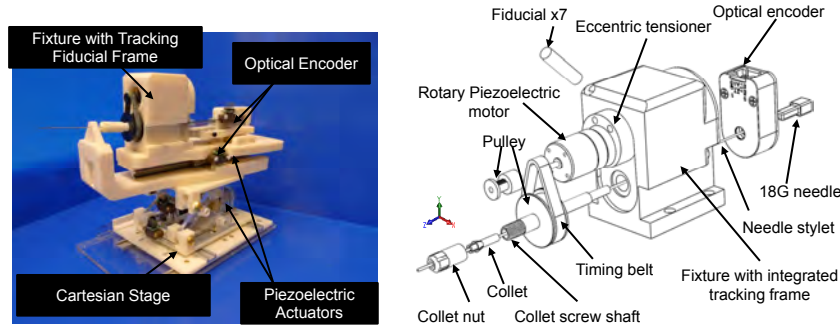 Fixture with Tracking
Fiducial Frame
Optical Encoder
Cartesian Stage
Piezoelectric
Actuators
Fiducial x7
Eccentric tensioner
Optical encoder
Rotary Piezoelectric
motor
Pulley
18G needle
Needle stylet
Timing belt
Fixture with integrated
tracking frame
Collet
Collet nut
Collet screw shaft
Y
Z
X